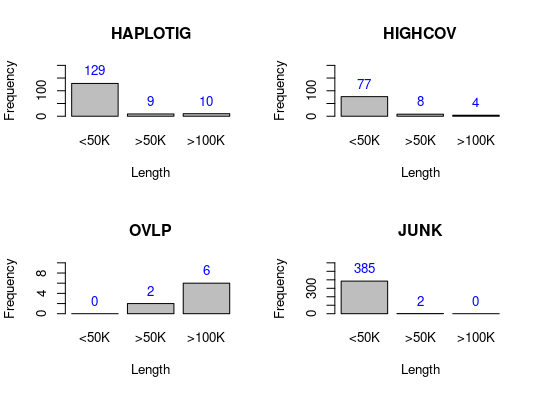 HAPLOTIG
Frequency
0 100
129 9 10
<50K >50K >100K
Length
HIGHCOV
Frequency
0 100
77 8 4
<50K >50K >100K
Length
OVLP
Frequency
0 4 8
0 2 6
<50K >50K >100K
Length
JUNK
Frequency
0 300
385 2 0
<50K >50K >100K
Length